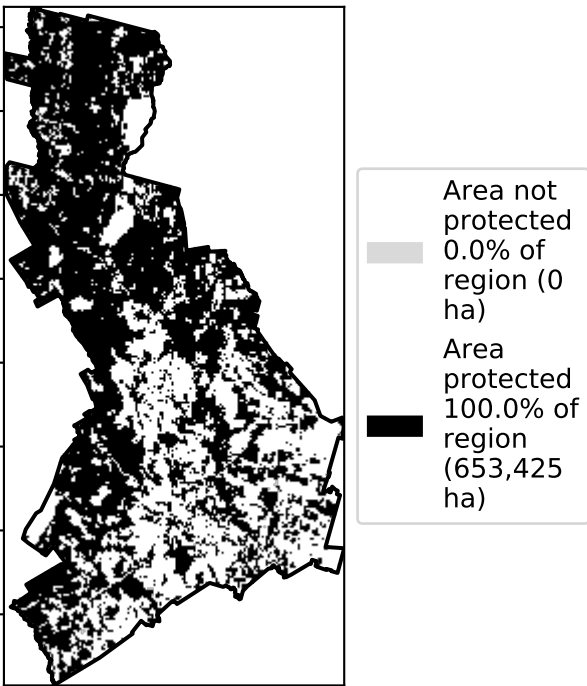 Area not
protected
0.0% of
region (0
ha)
Area
protected
100.0% of
region
(653,425
ha)